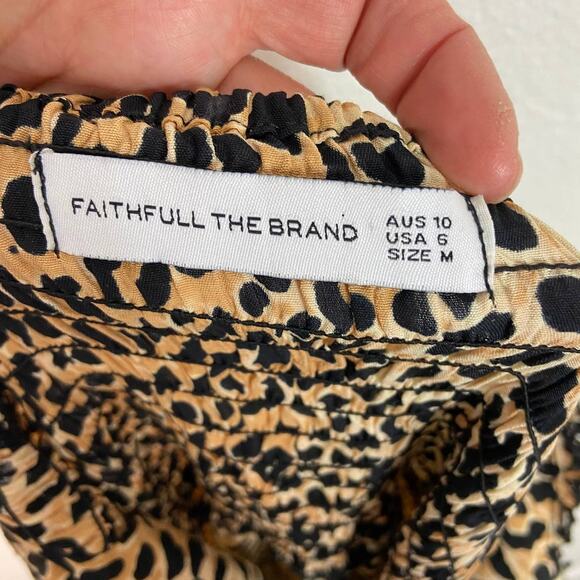 FAITHFULL THE BRAND
AUS 10
USA 6
SIZE M